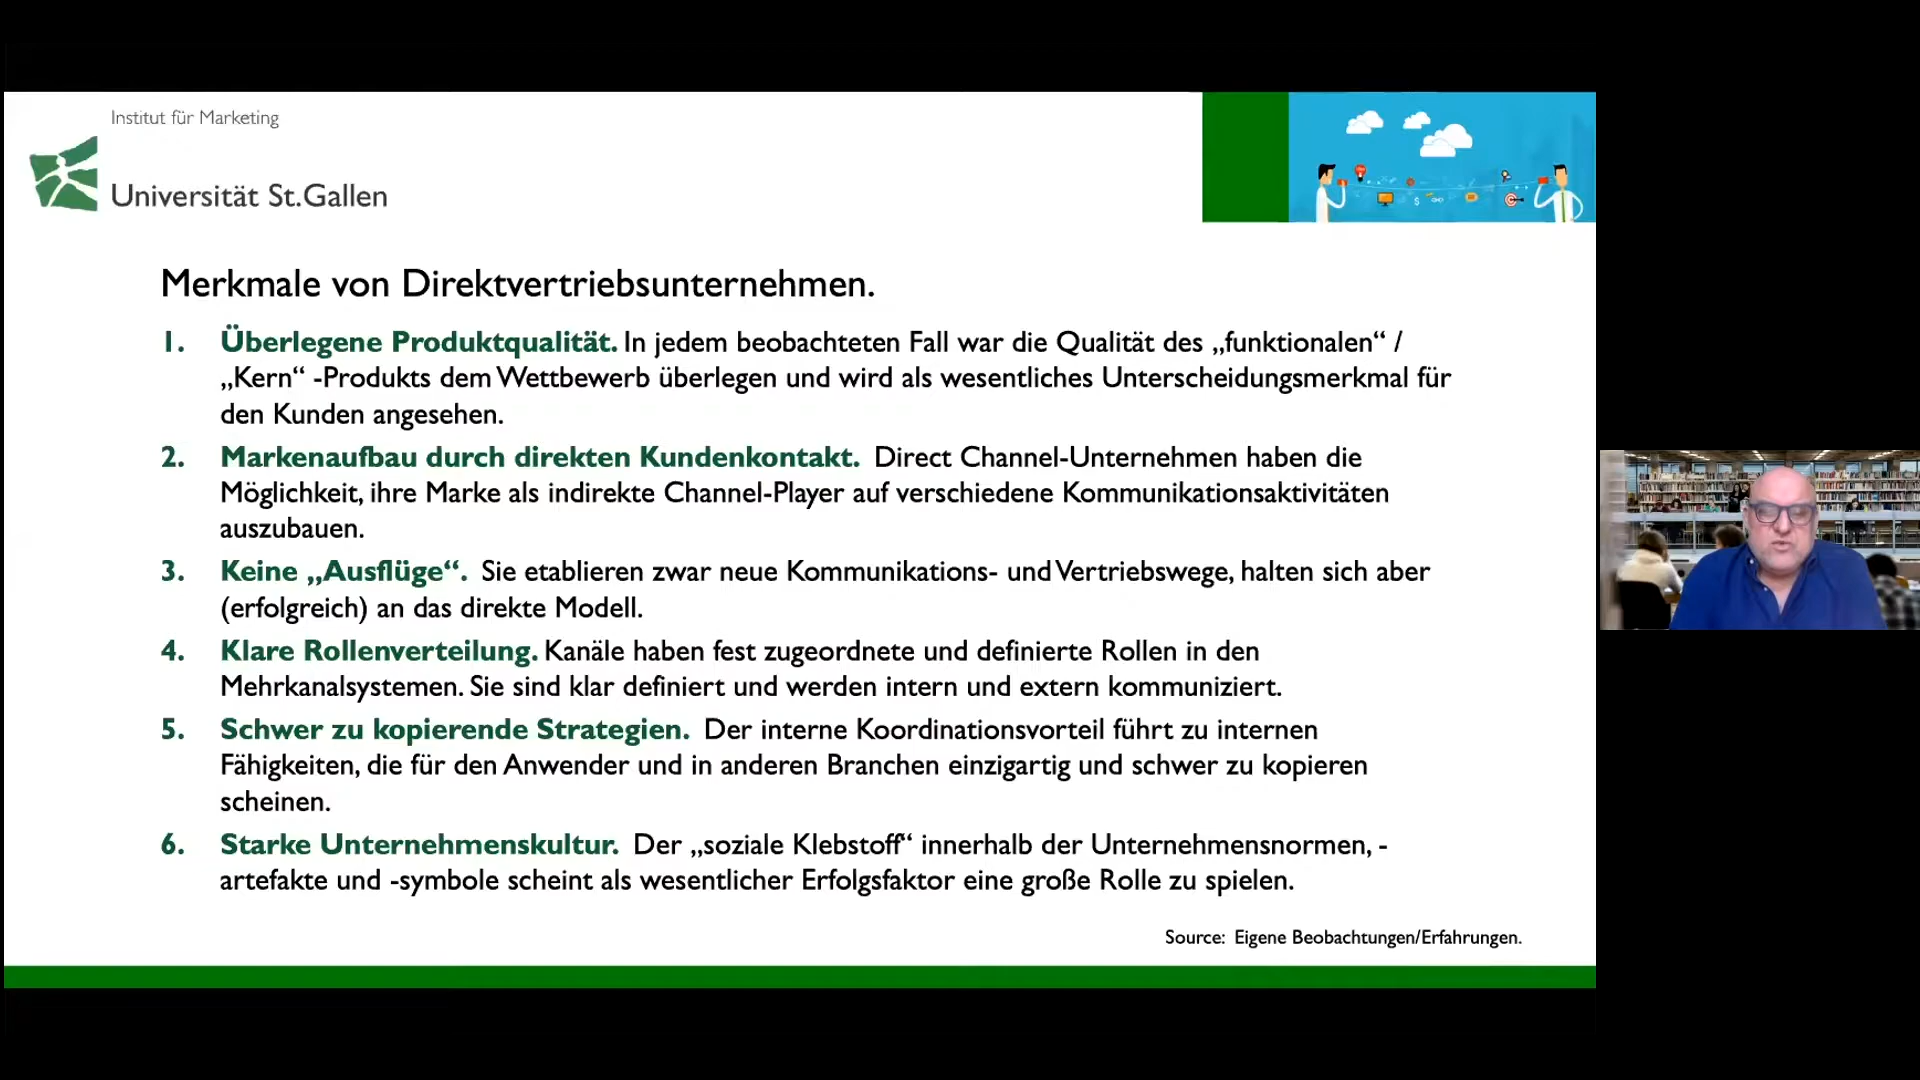 Institut für Marketing
Universität St.Gallen
Merkmale von Direktvertriebsunternehmen.
1. Überlegene Produktqualität. In jedem beobachteten Fall war die Qualität des „funktionalen“ /
„Kern“ -Produkts dem Wettbewerb überlegen und wird als wesentliches Unterscheidungsmerkmal für
den Kunden angesehen.
2. Markenaufbau durch direkten Kundenkontakt. Direct Channel-Unternehmen haben die
Möglichkeit, ihre Marke als indirekte Channel-Player auf verschiedene Kommunikationsaktivitäten
auszubauen.
3. Keine „Ausflüge“. Sie etablieren zwar neue Kommunikations- und Vertriebswege, halten sich aber
(erfolgreich) an das direkte Modell.
4. Klare Rollenverteilung. Kanäle haben fest zugeordnete und definierte Rollen in den
Mehrkanalsystemen. Sie sind klar definiert und werden intern und extern kommuniziert.
5. Schwer zu kopierende Strategien. Der interne Koordinationsvorteil führt zu internen
Fähigkeiten, die für den Anwender und in anderen Branchen einzigartig und schwer zu kopieren
scheinen.
6. Starke Unternehmenskultur. Der „soziale Klebstoff“ innerhalb der Unternehmensnormen, -
artefakte und -symbole scheint als wesentlicher Erfolgsfaktor eine große Rolle zu spielen.
Source: Eigene Beobachtungen/Erfahrungen.